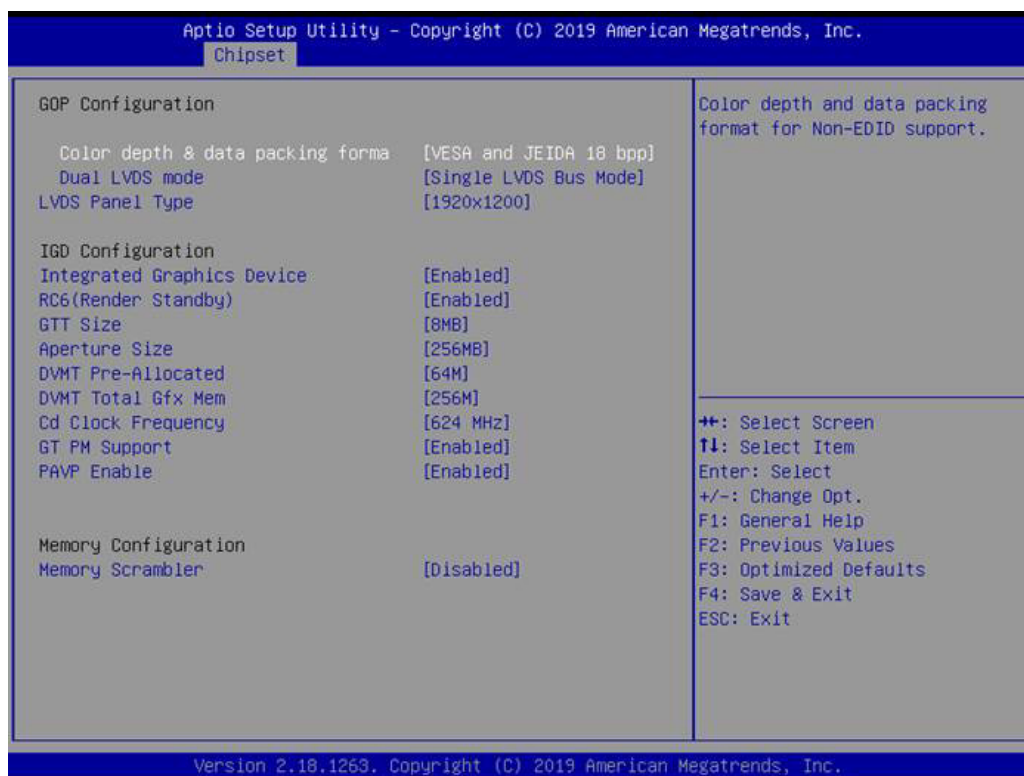 Aptio Setup Utility – Copyright (C) 2019 American Megatrends, Inc.
Chipset
GOP Configuration
Color depth & data packing forma [VESA and JEIDA 18 bpp]
Dual LVDS mode [Single LVDS Bus Mode]
LVDS Panel Type [1920x1200]
IGD Configuration
Integrated Graphics Device [Enabled]
RC6(Render Standby) [Enabled]
GTT Size [8MB]
Aperture Size [256MB]
DVMT Pre-Allocated [64M]
DVMT Total Gfx Mem [256M]
Cd Clock Frequency [624 MHz]
GT PM Support [Enabled]
PAVP Enable [Enabled]
Memory Configuration
Memory Scrambler [Disabled]
Color depth and data packing
format for Non-EDID support.
→←: Select Screen
↑↓: Select Item
Enter: Select
+/-: Change Opt.
F1: General Help
F2: Previous Values
F3: Optimized Defaults
F4: Save & Exit
ESC: Exit
Version 2.18.1263. Copyright (C) 2019 American Megatrends, Inc.